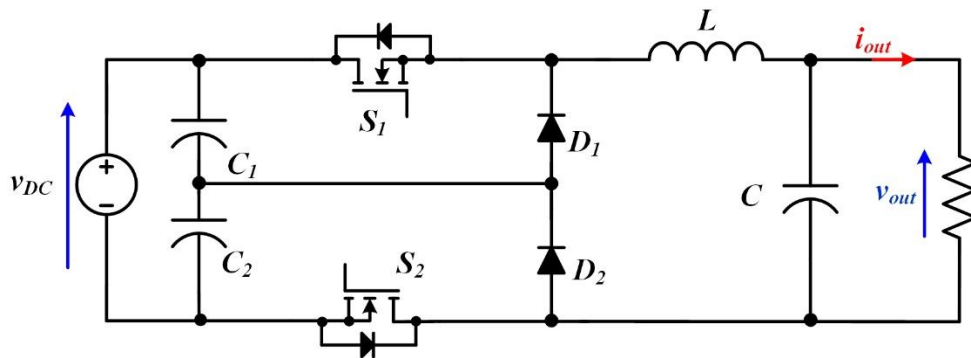 L
i_out
S_1
D_1
C_1
v_DC
+
−
C
v_out
C_2
S_2
D_2